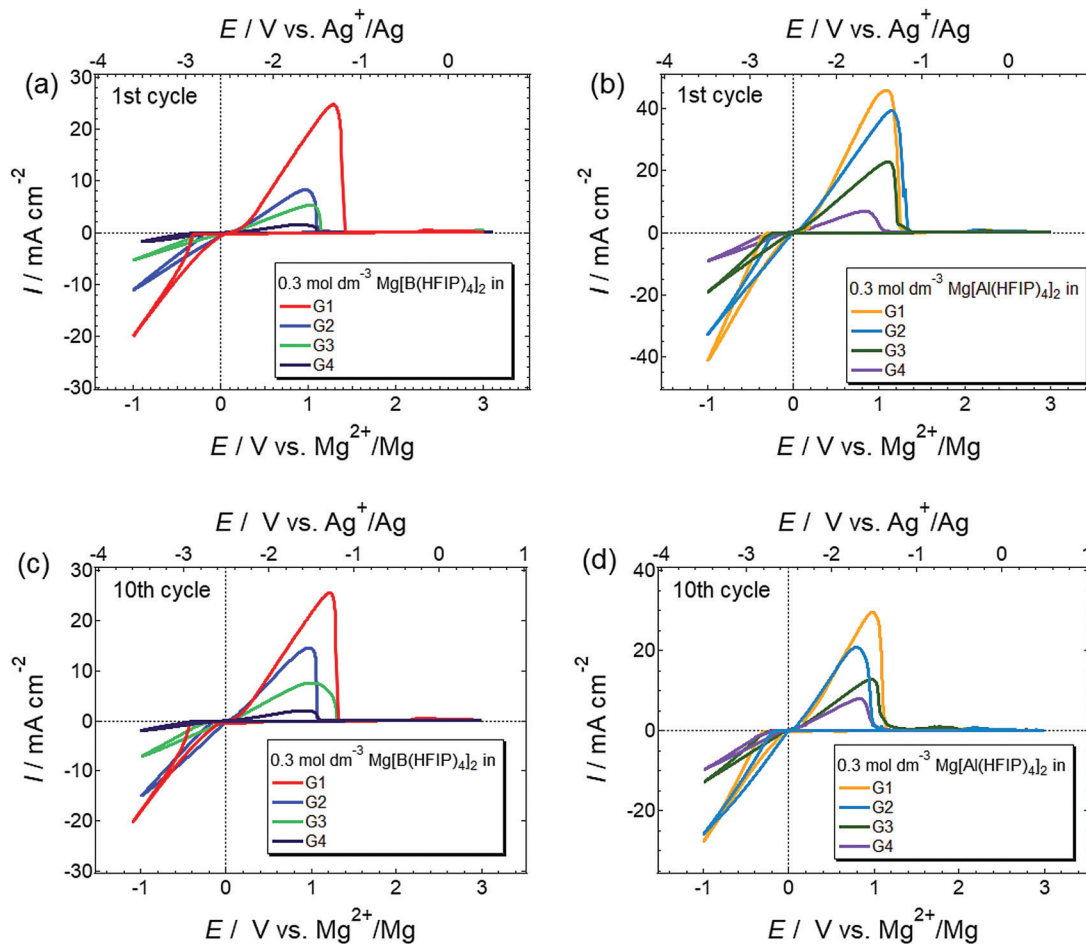 E / V vs. Ag⁺/Ag
-4 -3 -2 -1 0
(a)
1st cycle
30
20
10
0
-10
-20
-30
I / mA cm⁻²
0.3 mol dm⁻³ Mg[B(HFIP)₄]₂ in
G1
G2
G3
G4
-1 0 1 2 3
E / V vs. Mg²⁺/Mg
E / V vs. Ag⁺/Ag
-4 -3 -2 -1 0
(b)
1st cycle
40
20
0
-20
-40
I / mA cm⁻²
0.3 mol dm⁻³ Mg[Al(HFIP)₄]₂ in
G1
G2
G3
G4
-1 0 1 2 3
E / V vs. Mg²⁺/Mg
E / V vs. Ag⁺/Ag
-4 -3 -2 -1 0 1
(c)
10th cycle
30
20
10
0
-10
-20
-30
I / mA cm⁻²
0.3 mol dm⁻³ Mg[B(HFIP)₄]₂ in
G1
G2
G3
G4
-1 0 1 2 3
E / V vs. Mg²⁺/Mg
E / V vs. Ag⁺/Ag
-4 -3 -2 -1 0 1
(d)
10th cycle
40
20
0
-20
I / mA cm⁻²
0.3 mol dm⁻³ Mg[Al(HFIP)₄]₂ in
G1
G2
G3
G4
-1 0 1 2 3
E / V vs. Mg²⁺/Mg